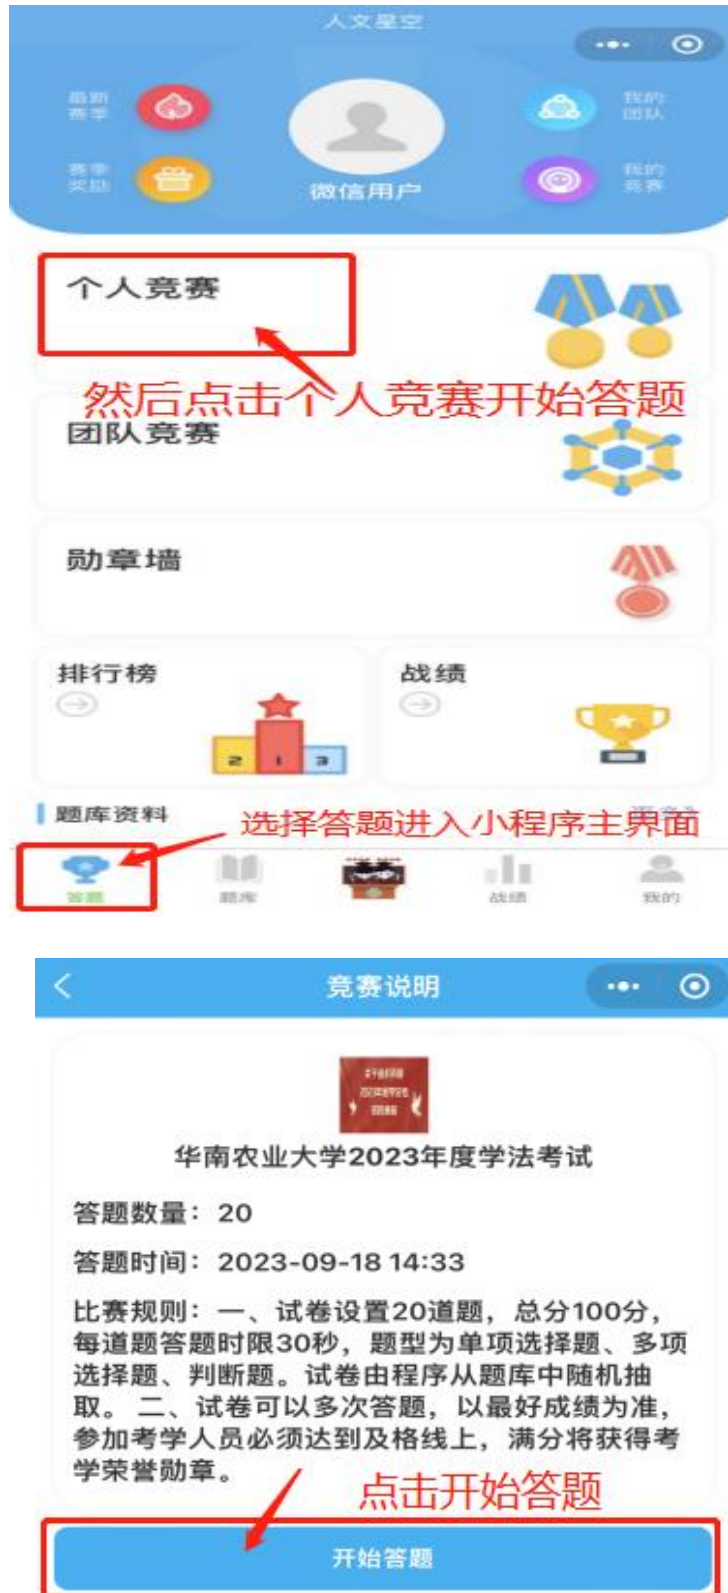 人文星空
最新
赛季
我的
团队
赛季
奖励
微信用户
我的
竞赛
个人竞赛
然后点击个人竞赛开始答题
团队竞赛
勋章墙
排行榜
战绩
2 1 3
题库资料
选择答题进入小程序主界面
答题
题库
战绩
我的
竞赛说明
华南农业大学2023年度学法考试
答题数量：20
答题时间：2023-09-18 14:33
比赛规则：一、试卷设置20道题，总分100分，
每道题答题时限30秒，题型为单项选择题、多项
选择题、判断题。试卷由程序从题库中随机抽
取。 二、试卷可以多次答题，以最好成绩为准，
参加考学人员必须达到及格线上，满分将获得考
学荣誉勋章。
点击开始答题
开始答题